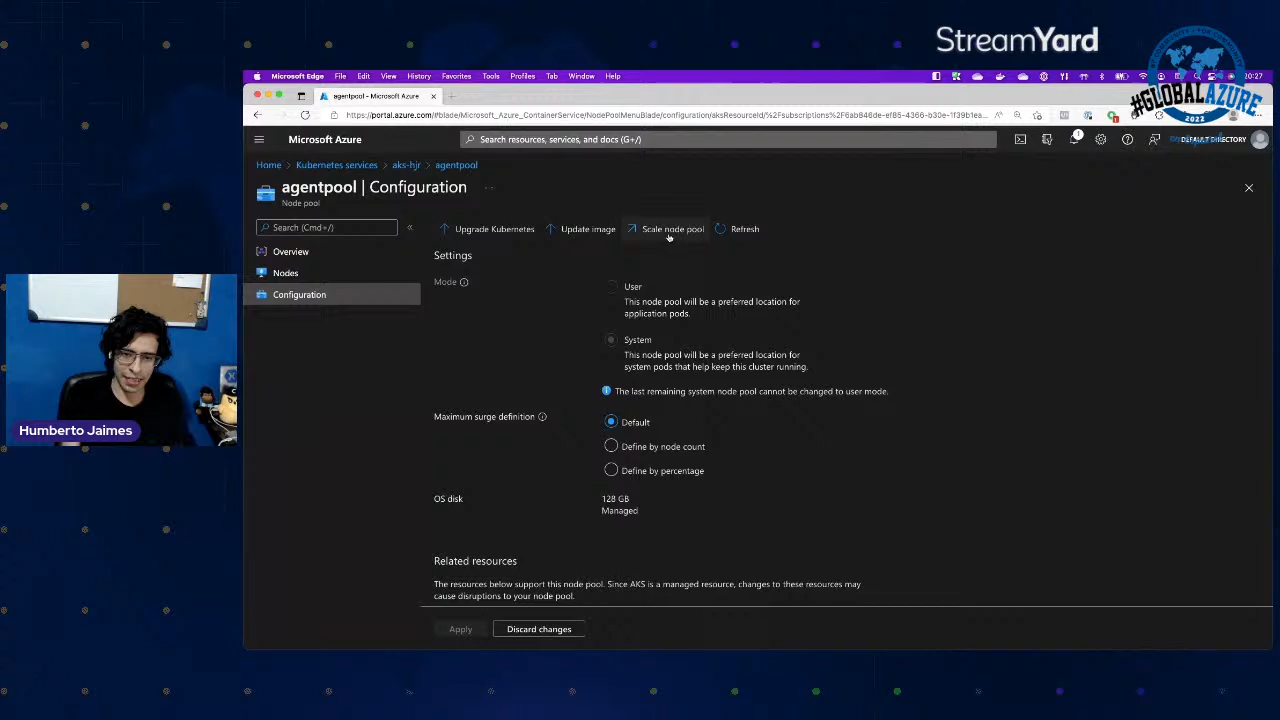 StreamYard
#GLOBALAZURE
2022
Microsoft Edge File Edit View History Favorites Tools Profiles Tab Window Help
20:27
agentpool - Microsoft Azure
Microsoft Azure
Search resources, services, and docs (G+/)
1
DEFAULT DIRECTORY
Home > Kubernetes services > aks-hjr > agentpool
agentpool | Configuration ...
Node pool
Search (Cmd+/)
«
Overview
Nodes
Configuration
Upgrade Kubernetes Update image Scale node pool Refresh
Settings
Mode
User
This node pool will be a preferred location for
application pods.
System
This node pool will be a preferred location for
system pods that help keep this cluster running.
The last remaining system node pool cannot be changed to user mode.
Maximum surge definition
Default
Define by node count
Define by percentage
OS disk
128 GB
Managed
Related resources
The resources below support this node pool. Since AKS is a managed resource, changes to these resources may
cause disruptions to your node pool.
Apply Discard changes
Humberto Jaimes